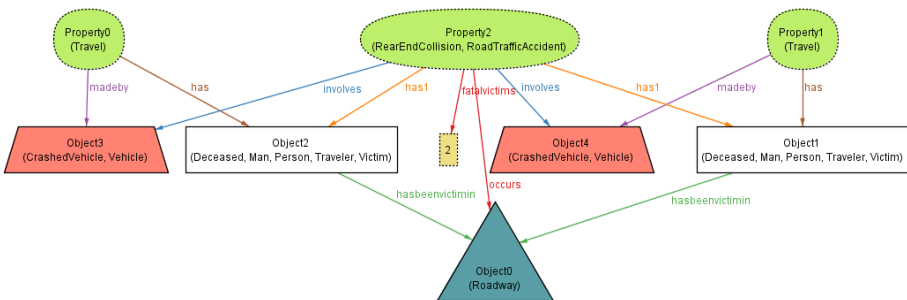 Property0
(Travel)
Property2
(RearEndCollision, RoadTrafficAccident)
Property1
(Travel)
madeby
has
involves
has1
fatalvictims
involves
has1
madeby
has
Object3
(CrashedVehicle, Vehicle)
Object2
(Deceased, Man, Person, Traveler, Victim)
2
Object4
(CrashedVehicle, Vehicle)
Object1
(Deceased, Man, Person, Traveler, Victim)
occurs
hasbeenvictimin
hasbeenvictimin
Object0
(Roadway)